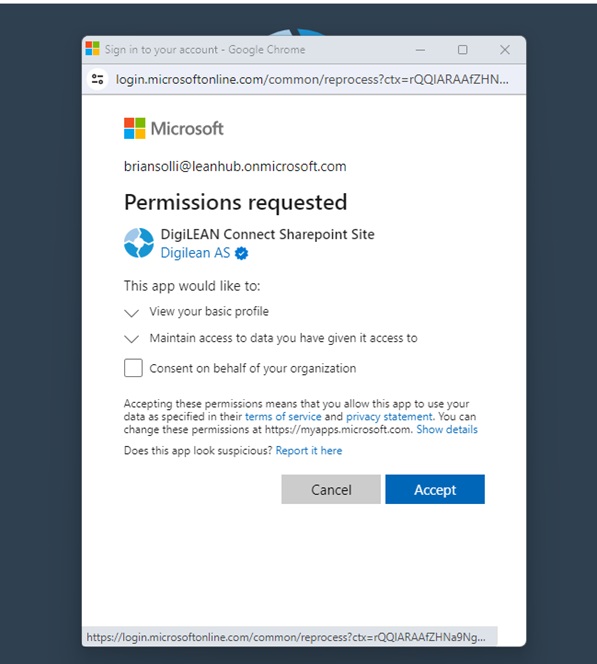 Sign in to your account - Google Chrome
login.microsoftonline.com/common/reprocess?ctx=rQQIARAAfZHN...
Microsoft
briansolli@leanhub.onmicrosoft.com
Permissions requested
DigiLEAN Connect Sharepoint Site
Digilean AS
This app would like to:
View your basic profile
Maintain access to data you have given it access to
Consent on behalf of your organization
Accepting these permissions means that you allow this app to use your
data as specified in their terms of service and privacy statement. You can
change these permissions at https://myapps.microsoft.com. Show details
Does this app look suspicious? Report it here
Cancel Accept
https://login.microsoftonline.com/common/reprocess?ctx=rQQIARAAfZHNa9Ng...